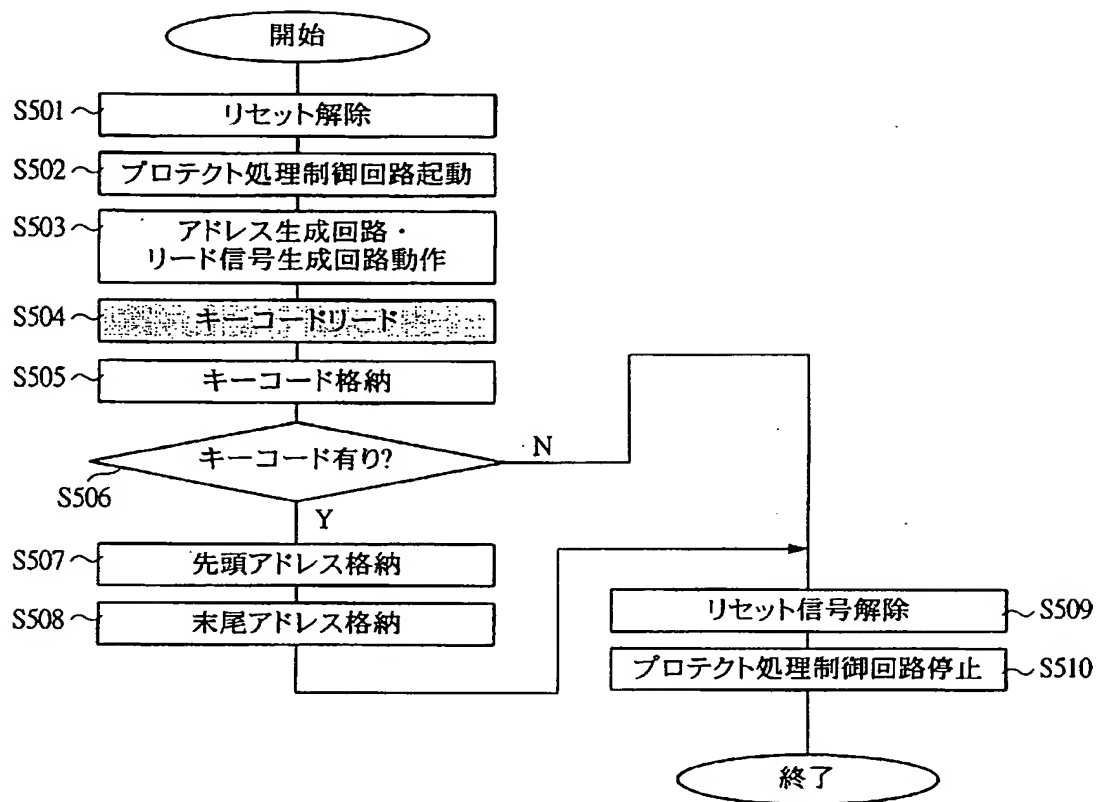 開始
S501
リセット解除
S502
プロテクト処理制御回路起動
S503
アドレス生成回路・
リード信号生成回路動作
S504
キーコードリード
S505
キーコード格納
キーコード有り?
N
S506
Y
S507
先頭アドレス格納
S508
末尾アドレス格納
リセット信号解除
S509
プロテクト処理制御回路停止
S510
終了